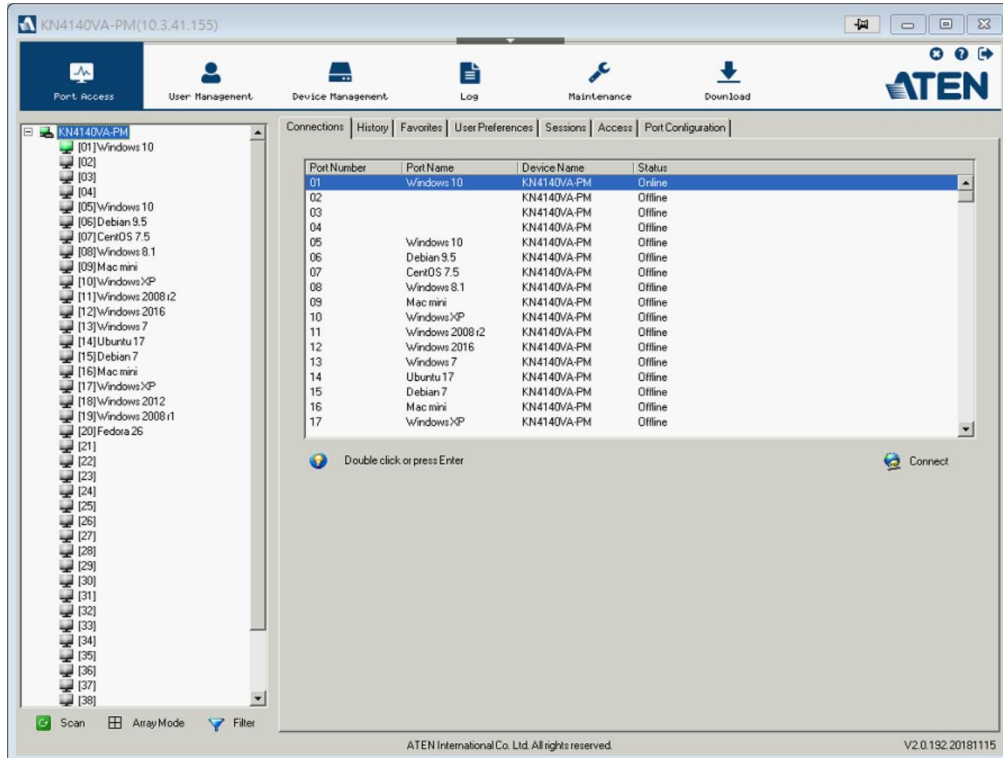 KN4140VA-PM(10.3.41.155)
Port Access
User Management
Device Management
Log
Maintenance
Download
ATEN
KN4140VA-PM
[01]Windows 10
[02]
[03]
[04]
[05]Windows 10
[06]Debian 9.5
[07]CentOS 7.5
[08]Windows 8.1
[09]Mac mini
[10]Windows XP
[11]Windows 2008 r2
[12]Windows 2016
[13]Windows 7
[14]Ubuntu 17
[15]Debian 7
[16]Mac mini
[17]Windows XP
[18]Windows 2012
[19]Windows 2008 r1
[20]Fedora 26
[21]
[22]
[23]
[24]
[25]
[26]
[27]
[28]
[29]
[30]
[31]
[32]
[33]
[34]
[35]
[36]
[37]
[38]
Scan Array Mode Filter
Connections History Favorites User Preferences Sessions Access Port Configuration
Port Number Port Name Device Name Status
01 Windows 10 KN4140VA-PM Online
02 KN4140VA-PM Offline
03 KN4140VA-PM Offline
04 KN4140VA-PM Offline
05 Windows 10 KN4140VA-PM Offline
06 Debian 9.5 KN4140VA-PM Offline
07 CentOS 7.5 KN4140VA-PM Offline
08 Windows 8.1 KN4140VA-PM Offline
09 Mac mini KN4140VA-PM Offline
10 Windows XP KN4140VA-PM Offline
11 Windows 2008 r2 KN4140VA-PM Offline
12 Windows 2016 KN4140VA-PM Offline
13 Windows 7 KN4140VA-PM Offline
14 Ubuntu 17 KN4140VA-PM Offline
15 Debian 7 KN4140VA-PM Offline
16 Mac mini KN4140VA-PM Offline
17 Windows XP KN4140VA-PM Offline
Double click or press Enter
Connect
ATEN International Co. Ltd. All rights reserved.
V2.0.192.20181115